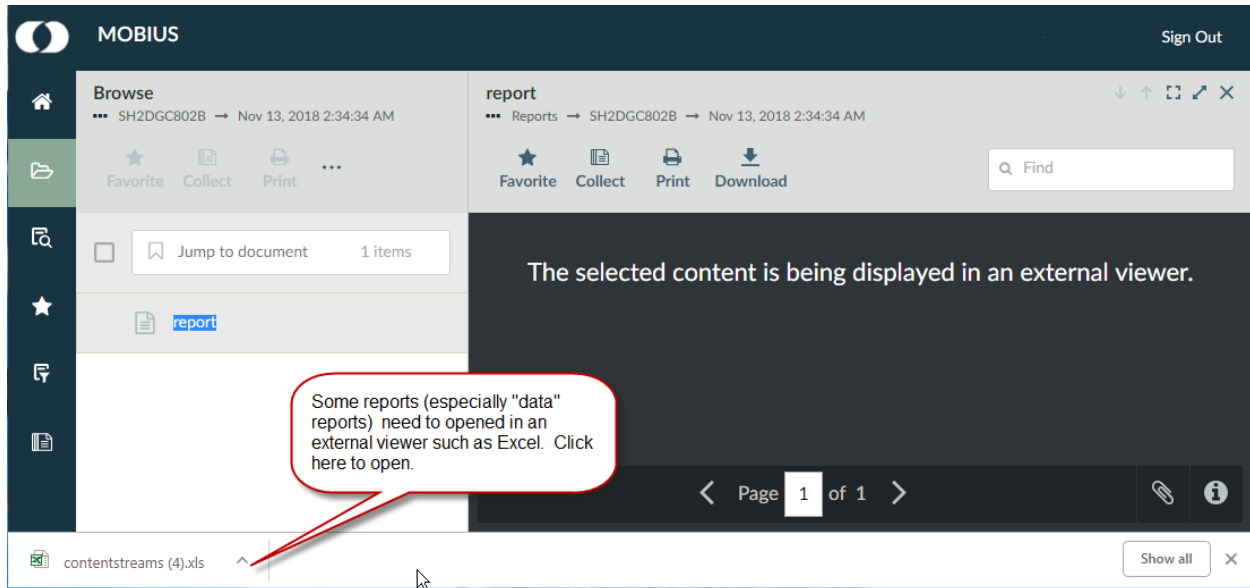 MOBIUS
Sign Out
Browse
••• SH2DGC802B → Nov 13, 2018 2:34:34 AM
Favorite Collect Print •••
Jump to document 1 items
report
report
••• Reports → SH2DGC802B → Nov 13, 2018 2:34:34 AM
Favorite Collect Print Download
Find
The selected content is being displayed in an external viewer.
Some reports (especially "data"
reports) need to opened in an
external viewer such as Excel. Click
here to open.
Page 1 of 1
contentstreams (4).xls
Show all